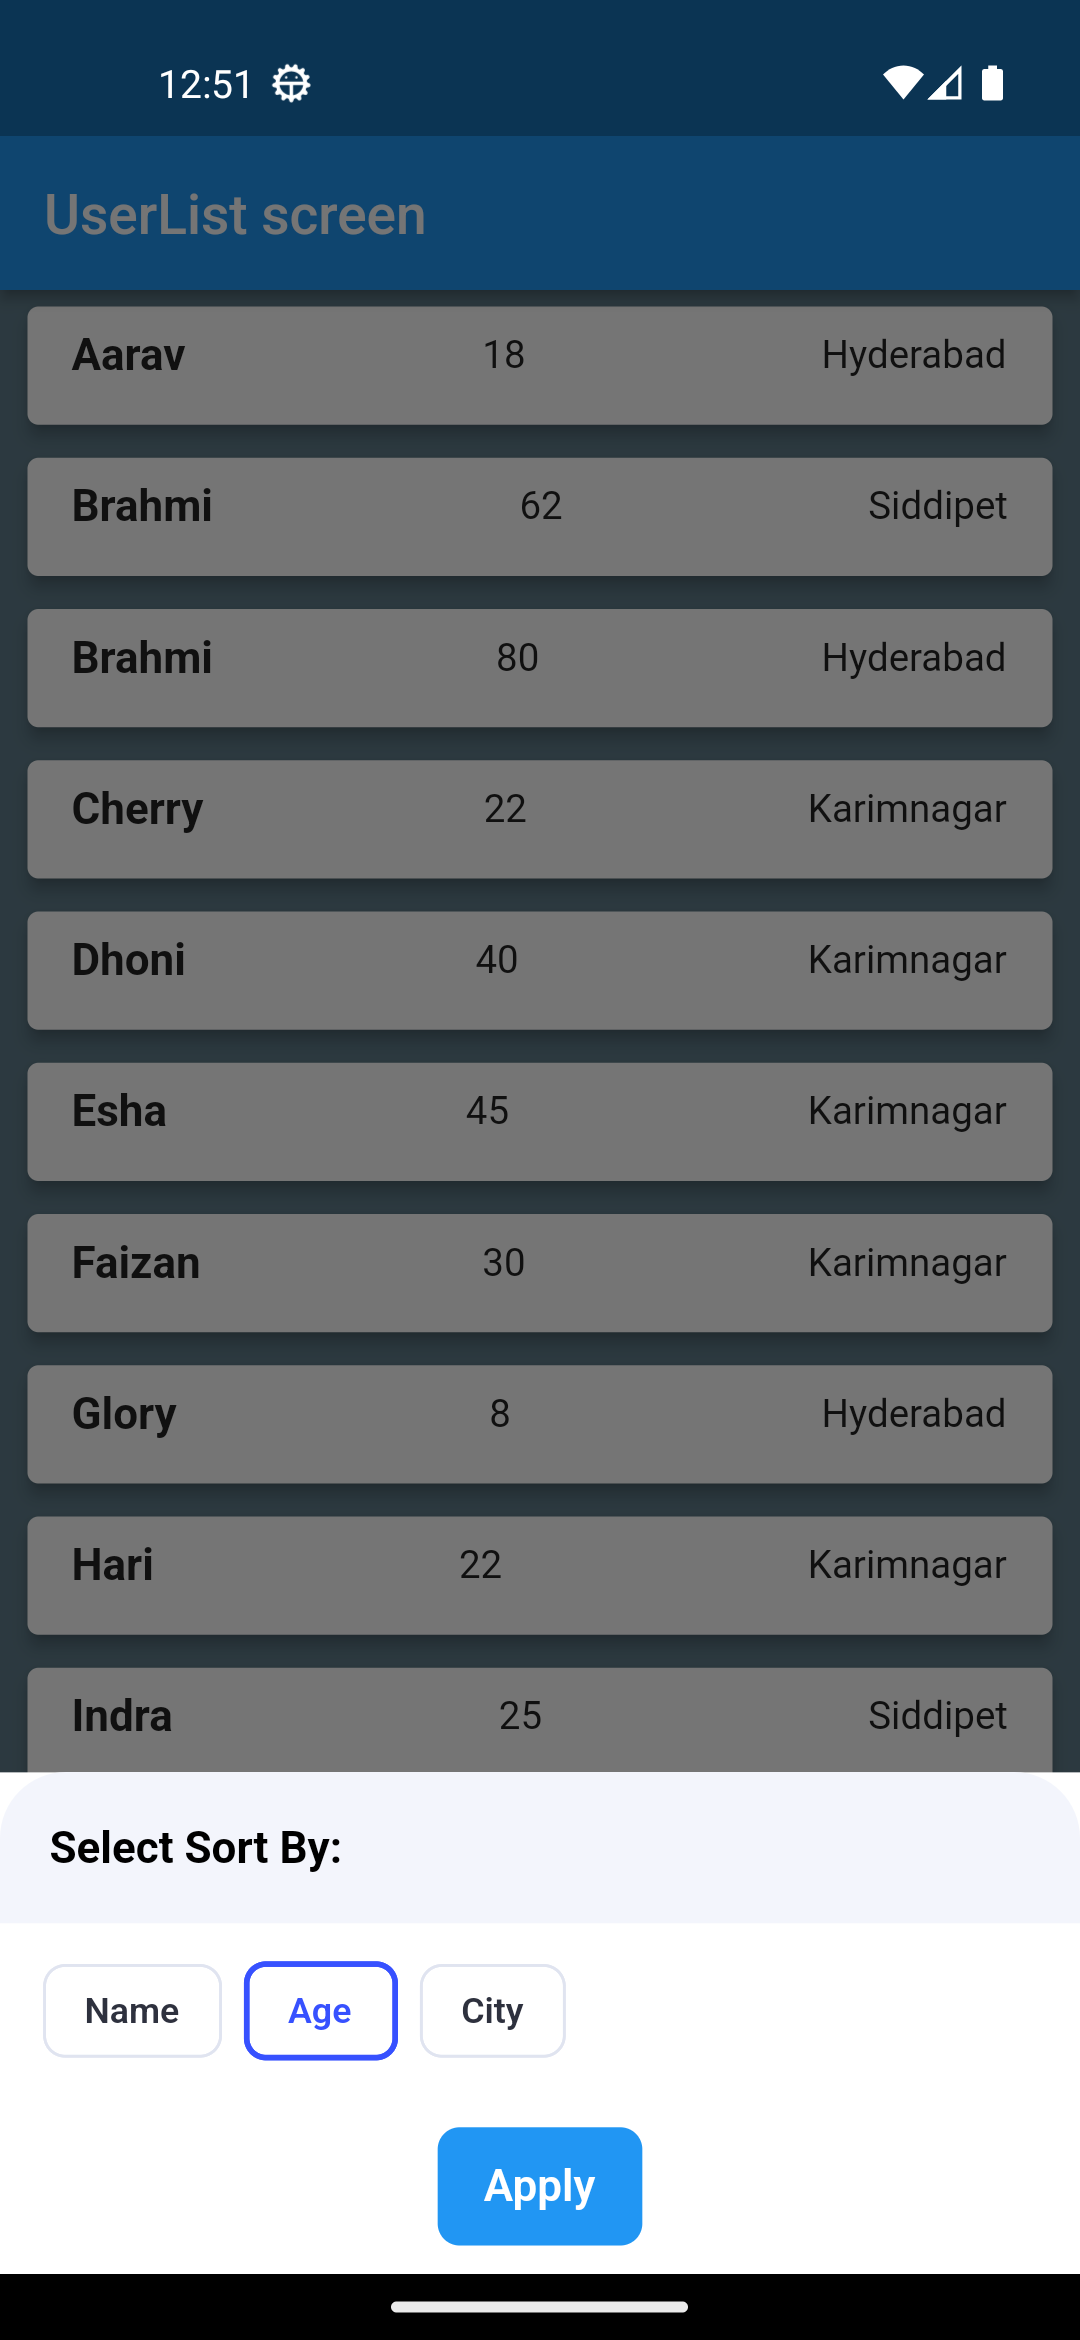 12:51
UserList screen
Aarav 18 Hyderabad
Brahmi 62 Siddipet
Brahmi 80 Hyderabad
Cherry 22 Karimnagar
Dhoni 40 Karimnagar
Esha 45 Karimnagar
Faizan 30 Karimnagar
Glory 8 Hyderabad
Hari 22 Karimnagar
Indra 25 Siddipet
Select Sort By:
Name Age City
Apply